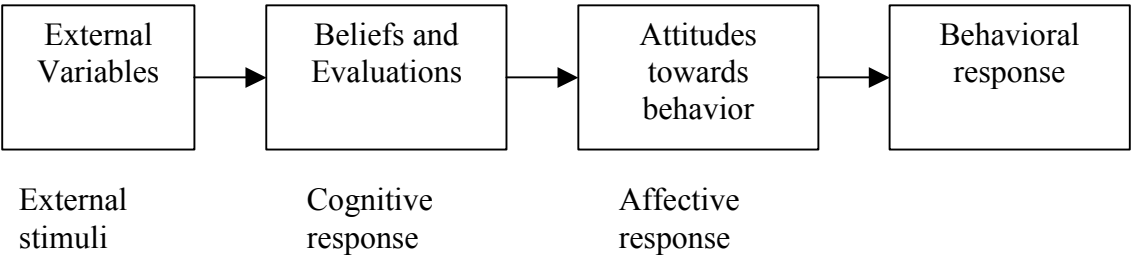 External
Variables
Beliefs and
Evaluations
Attitudes
towards
behavior
Behavioral
response
External
stimuli
Cognitive
response
Affective
response